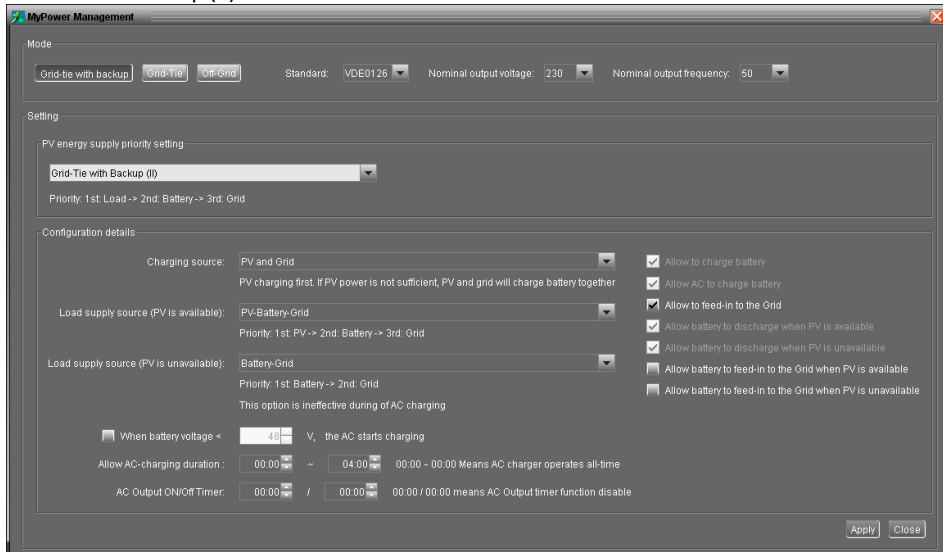 MyPower Management
Mode
Grid-tie with backup Grid-Tie Off-Grid Standard: VDE0126 Nominal output voltage: 230 Nominal output frequency: 50
Setting
PV energy supply priority setting
Grid-Tie with Backup (II)
Priority: 1st: Load -> 2nd: Battery -> 3rd: Grid
Configuration details
Charging source: PV and Grid
PV charging first. If PV power is not sufficient, PV and grid will charge battery together
Load supply source (PV is available): PV-Battery-Grid
Priority: 1st: PV -> 2nd: Battery -> 3rd: Grid
Load supply source (PV is unavailable): Battery-Grid
Priority: 1st: Battery -> 2nd: Grid
This option is ineffective during of AC charging
Allow to charge battery
Allow AC to charge battery
Allow to feed-in to the Grid
Allow battery to discharge when PV is available
Allow battery to discharge when PV is unavailable
Allow battery to feed-in to the Grid when PV is available
Allow battery to feed-in to the Grid when PV is unavailable
When battery voltage < 48 V, the AC starts charging
Allow AC-charging duration : 00:00 ~ 04:00 00:00 - 00:00 Means AC charger operates all-time
AC Output ON/Off Timer: 00:00 / 00:00 00:00 / 00:00 means AC Output timer function disable
Apply Close